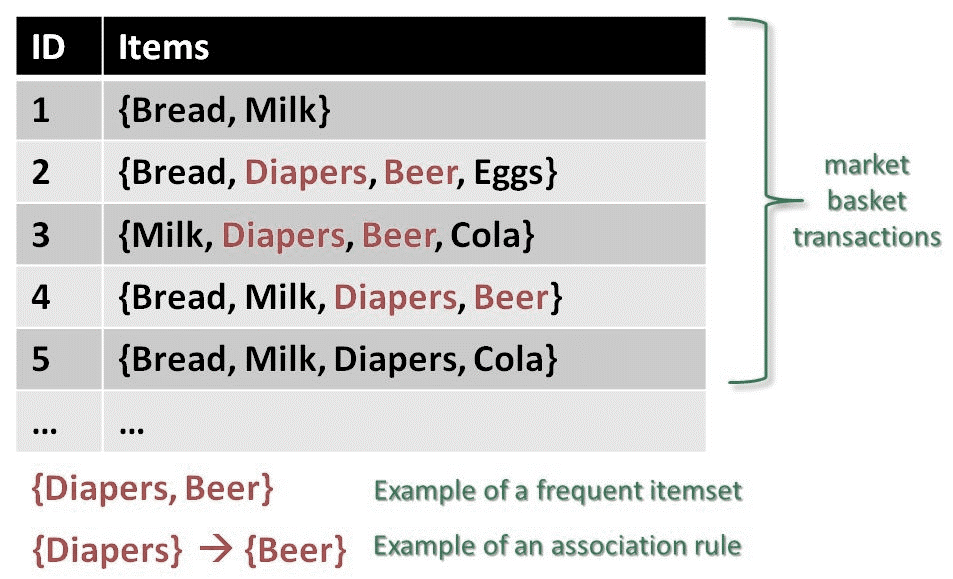 ID Items
1 {Bread, Milk}
2 {Bread, Diapers, Beer, Eggs}
3 {Milk, Diapers, Beer, Cola}
4 {Bread, Milk, Diapers, Beer}
5 {Bread, Milk, Diapers, Cola}
... ...
market
basket
transactions
{Diapers, Beer} Example of a frequent itemset
{Diapers} → {Beer} Example of an association rule